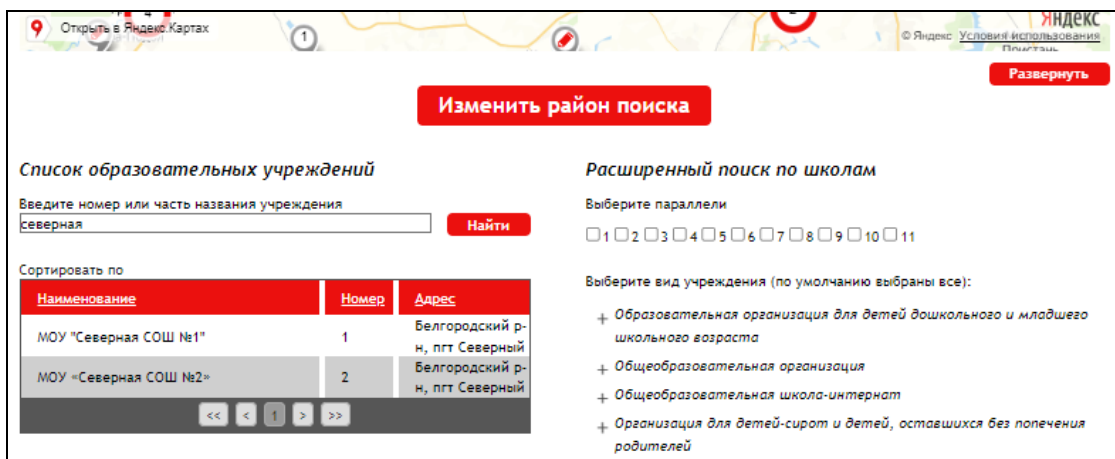 Открыть в Яндекс.Картах
4
1
2
Яндекс
© Яндекс Условия использования
Пристань
Развернуть
Изменить район поиска
Список образовательных учреждений
Введите номер или часть названия учреждения
северная
Найти
Сортировать по
Наименование Номер Адрес
МОУ "Северная СОШ №1" 1 Белгородский р-
н, пгт Северный
МОУ «Северная СОШ №2» 2 Белгородский р-
н, пгт Северный
<< < 1 > >>
Расширенный поиск по школам
Выберите параллели
1 2 3 4 5 6 7 8 9 10 11
Выберите вид учреждения (по умолчанию выбраны все):
+ Образовательная организация для детей дошкольного и младшего
школьного возраста
+ Общеобразовательная организация
+ Общеобразовательная школа-интернат
+ Организация для детей-сирот и детей, оставшихся без попечения
родителей